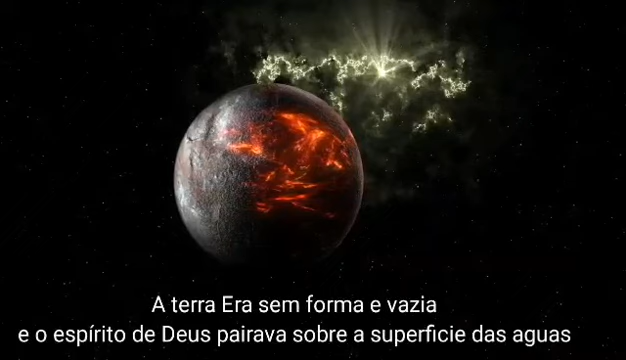 A terra Era sem forma e vazia
e o espírito de Deus pairava sobre a superficie das aguas